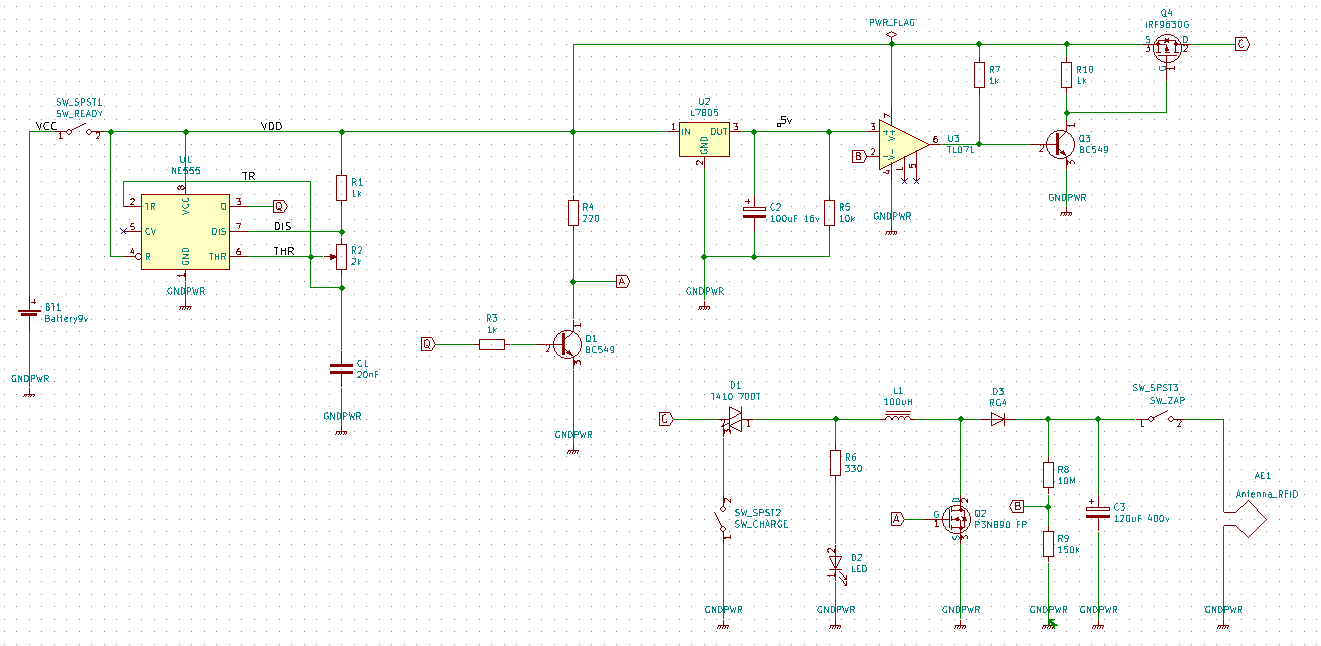 PWR_FLAG
Q4
IRF9630G
S
3
D
2
G
1
C
R7
1k
R10
1k
SW_SPST1
SW_READY
VCC
1
2
VDD
U2
L7805
1
IN
OUT
3
GND
2
5v
3
7
V+
V-
B
2
4
1
5
6
U3
TL071
1
Q3
BC549
2
3
GNDPWR
GNDPWR
U1
NE555
TR
8
VCC
2
TR
Q
3
Q
5
CV
DIS
7
DIS
4
R
THR
6
THR
GND
1
GNDPWR
R1
1k
R2
2k
R4
220
C2
100uF 16v
R5
10k
GNDPWR
A
BT1
Battery9v
GNDPWR
C1
20nF
GNDPWR
Q
R3
1k
1
Q1
BC549
2
3
GNDPWR
C
D1
T410 700T
2
1
3
L1
100uH
D3
RG4
SW_SPST3
SW_ZAP
1
2
R6
330
R8
10M
AE1
Antenna_RFID
2
SW_SPST2
SW_CHARGE
1
A
G
1
D
2
Q2
P3NB90 FP
S
3
B
C3
120uF 400v
R9
150k
2
D2
LED
1
GNDPWR
GNDPWR
GNDPWR
GNDPWR
GNDPWR
GNDPWR